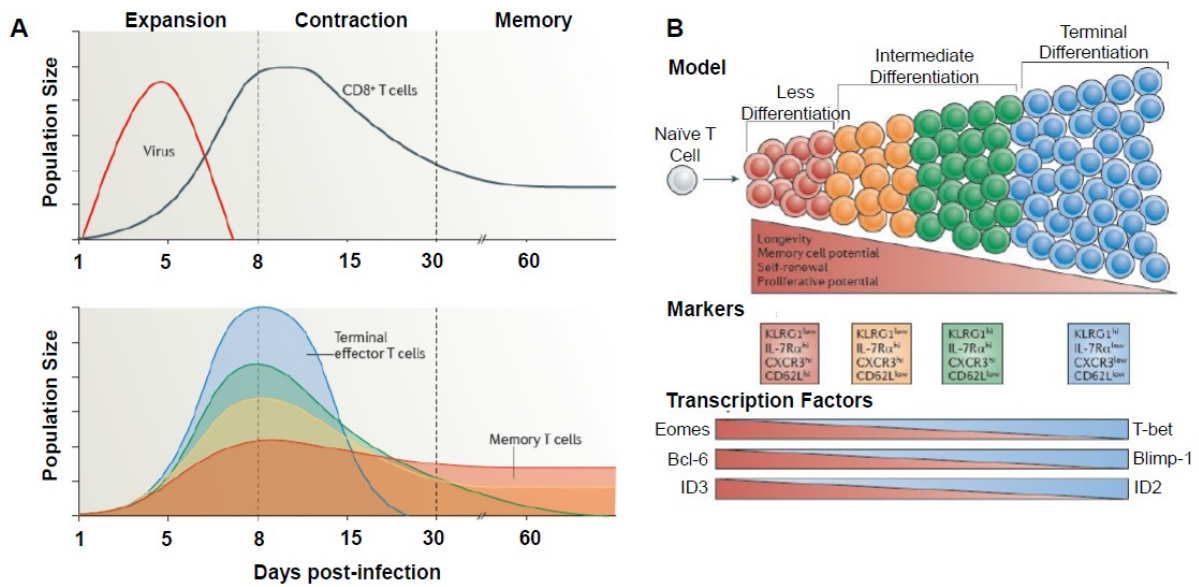 A
Expansion
Contraction
Memory
Population Size
Virus
CD8+ T cells
1
5
8
15
30
60
Population Size
Terminal
effector T cells
Memory T cells
1
5
8
15
30
60
Days post-infection
B
Model
Less
Differentiation
Intermediate
Differentiation
Terminal
Differentiation
Naïve T
Cell
Longevity
Memory cell potential
Self-renewal
Proliferative potential
Markers
KLRG1low
IL-7Rαhi
CXCR3hi
CD62Lhi
KLRG1low
IL-7Rαhi
CXCR3hi
CD62Llow
KLRG1hi
IL-7Rαhi
CXCR3hi
CD62Llow
KLRG1hi
IL-7Rαlow
CXCR3low
CD62Llow
Transcription Factors
Eomes
T-bet
Bcl-6
Blimp-1
ID3
ID2